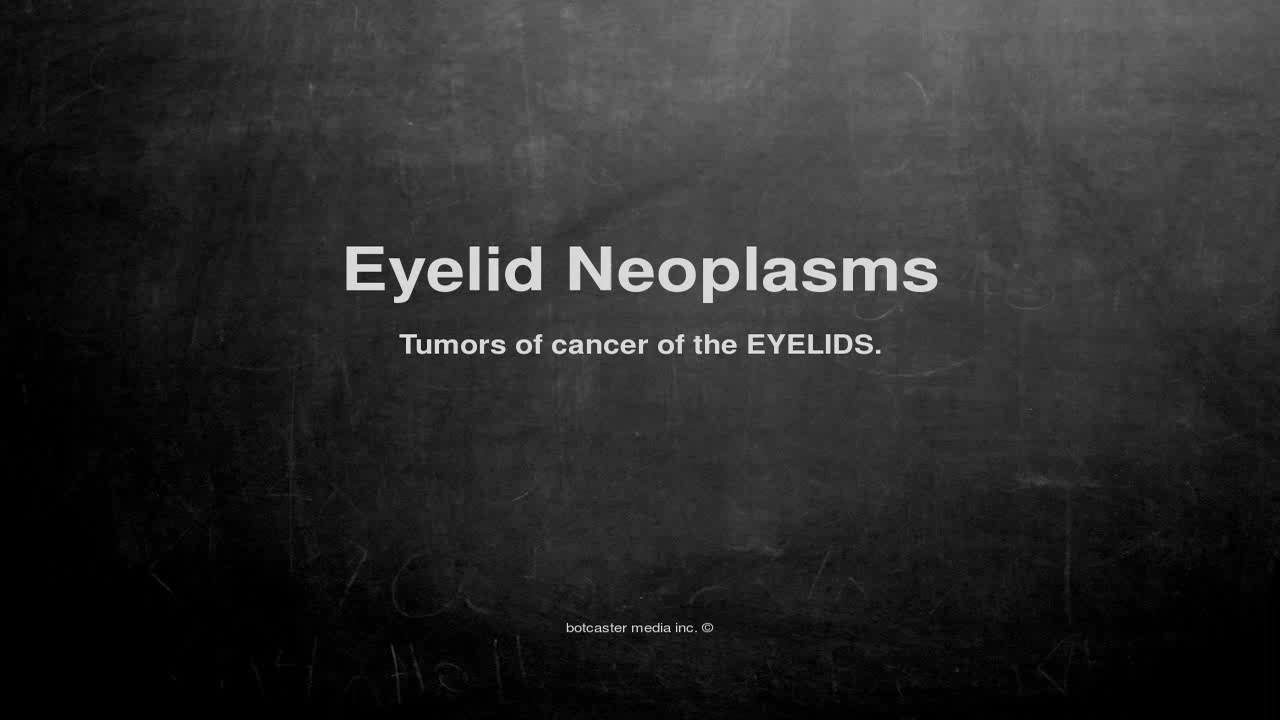 Eyelid Neoplasms
Tumors of cancer of the EYELIDS.
botcaster media inc. ©